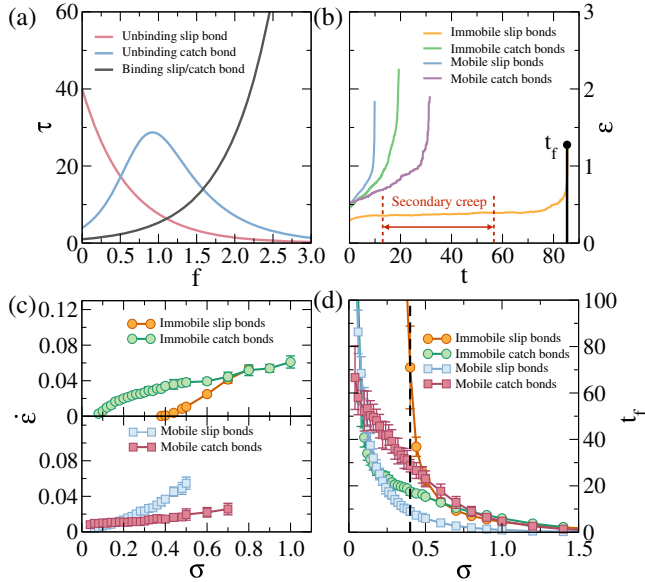 (a)
60
40
20
0
τ
Unbinding slip bond
Unbinding catch bond
Binding slip/catch bond
0 0.5 1.0 1.5 2.0 2.5 3.0
f
(b)
Immobile slip bonds
Immobile catch bonds
Mobile slip bonds
Mobile catch bonds
t_f
Secondary creep
3
2
1
0
ε
0 20 40 60 80
t
(c)
0.12
0.08
0.04
0
Immobile slip bonds
Immobile catch bonds
ε̇
Mobile slip bonds
Mobile catch bonds
0.08
0.04
0
0.2 0.4 0.6 0.8 1.0
σ
(d)
Immobile slip bonds
Immobile catch bonds
Mobile slip bonds
Mobile catch bonds
100
80
60
40
20
0
t_f
0 0.5 1.0 1.5
σ